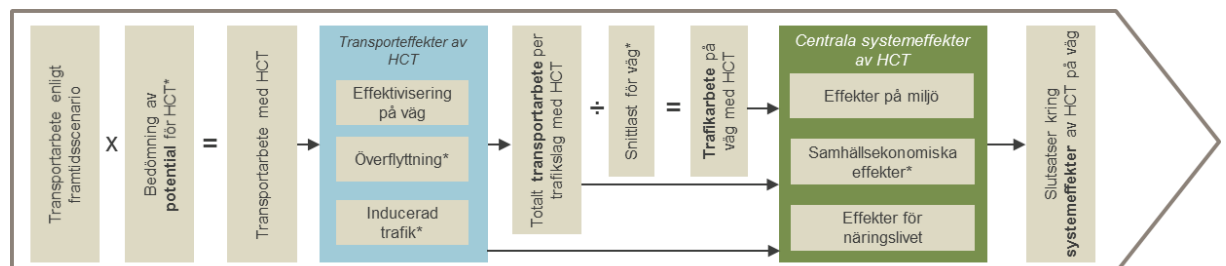 Transportarbete enligt
framtidsscenario
X
Bedömning av
potential för HCT*
=
Transportarbete med HCT
Transporteffekter av
HCT
Effektivisering
på väg
Överflyttning*
Inducerad
trafik*
Totalt transportarbete per
trafikslag med HCT
÷
Snittlast för väg*
=
Trafikarbete på
väg med HCT
Centrala systemeffekter
av HCT
Effekter på miljö
Samhällsekonomiska
effekter*
Effekter för
näringslivet
Slutsatser kring
systemeffekter av HCT på väg